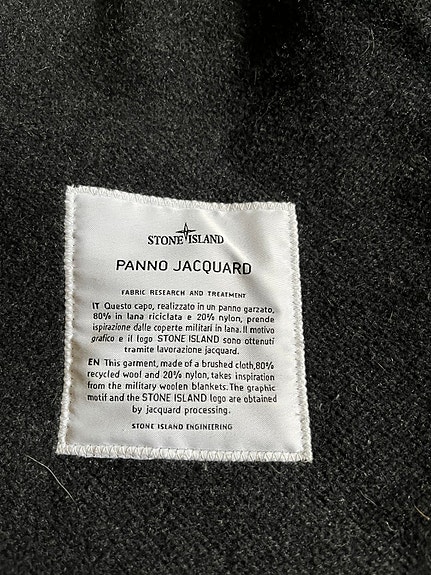 STONE ISLAND
PANNO JACQUARD
FABRIC RESEARCH AND TREATMENT
IT Questo capo, realizzato in un panno garzato,
80% in lana riciclata e 20% nylon, prende
ispirazione dalle coperte militari in lana. Il motivo
grafico e il logo STONE ISLAND sono ottenuti
tramite lavorazione jacquard.
EN This garment, made of a brushed cloth,80%
recycled wool and 20% nylon, takes inspiration
from the military woolen blankets. The graphic
motif and the STONE ISLAND logo are obtained
by jacquard processing.
STONE ISLAND ENGINEERING